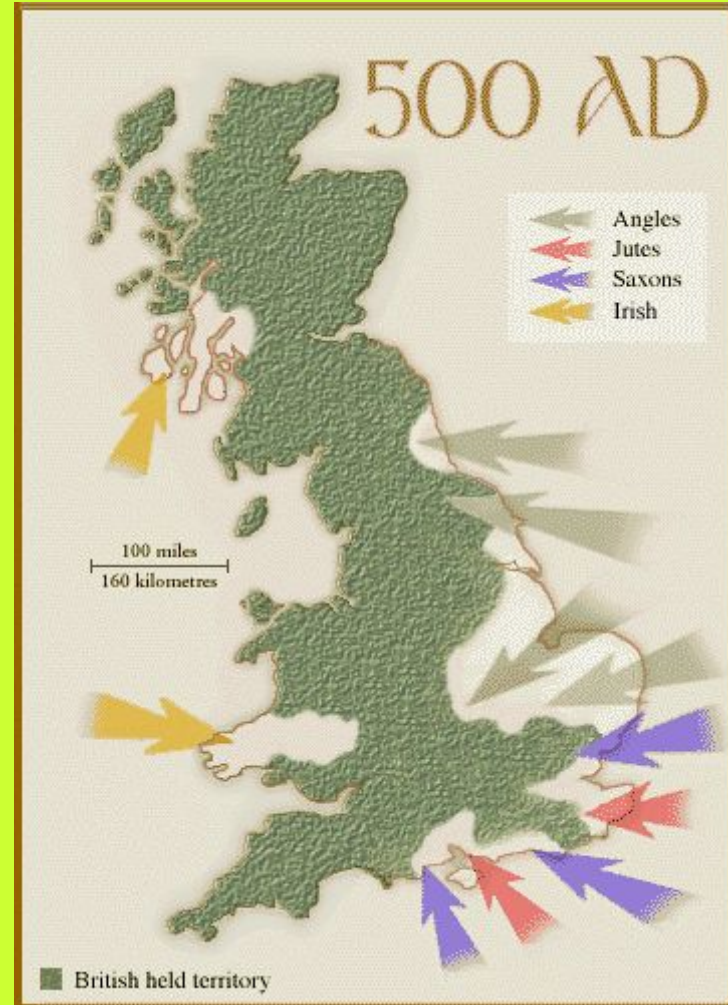 500 AD
Angles
Jutes
Saxons
Irish
100 miles
160 kilometres
British held territory